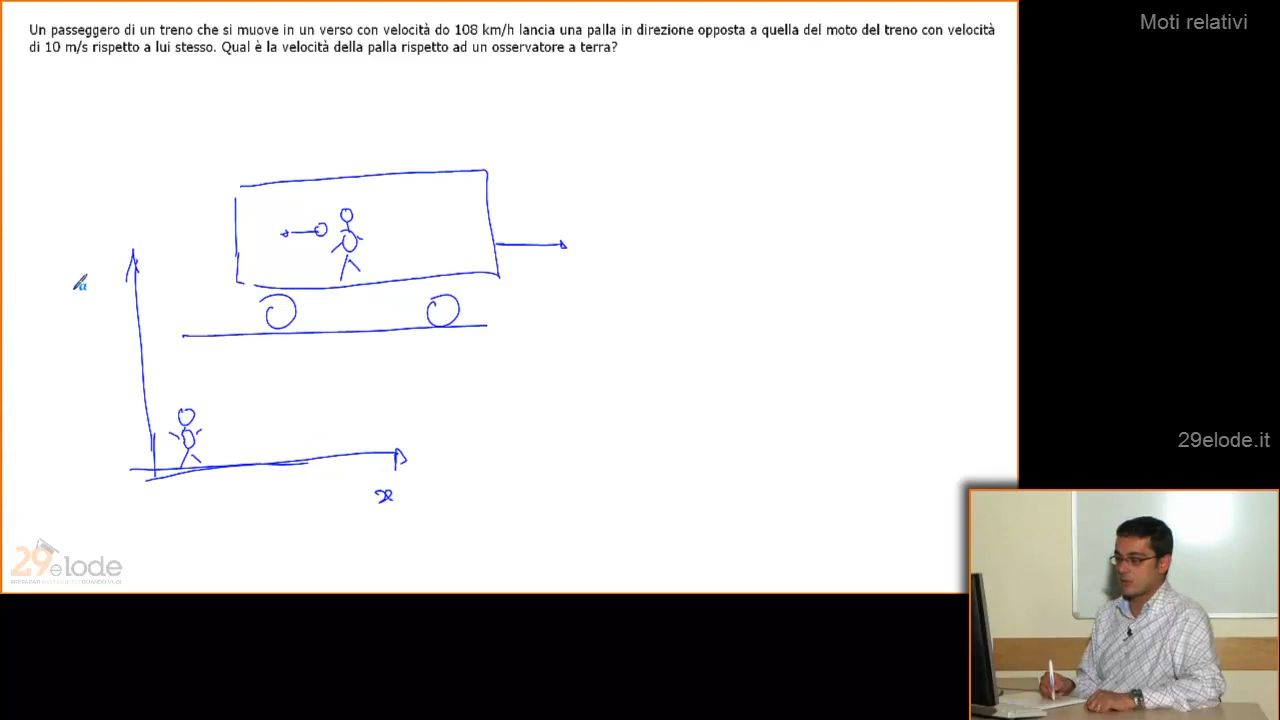 Un passeggero di un treno che si muove in un verso con velocità do 108 km/h lancia una palla in direzione opposta a quella del moto del treno con velocità
di 10 m/s rispetto a lui stesso. Qual è la velocità della palla rispetto ad un osservatore a terra?
Moti relativi
x
29elode.it
29elode